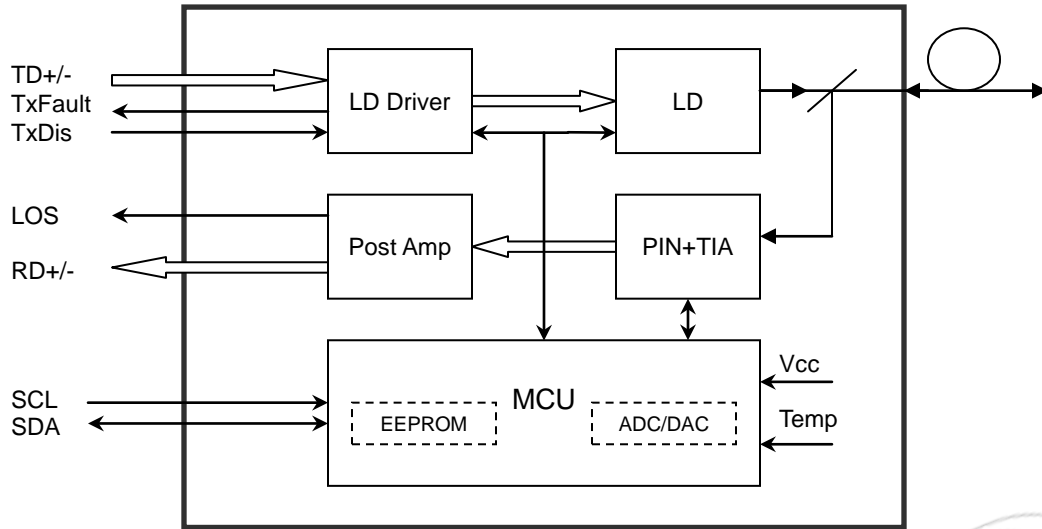 TD+/-
TxFault
TxDis
LD Driver
LD
LOS
RD+/-
Post Amp
PIN+TIA
SCL
SDA
MCU
EEPROM
ADC/DAC
Vcc
Temp